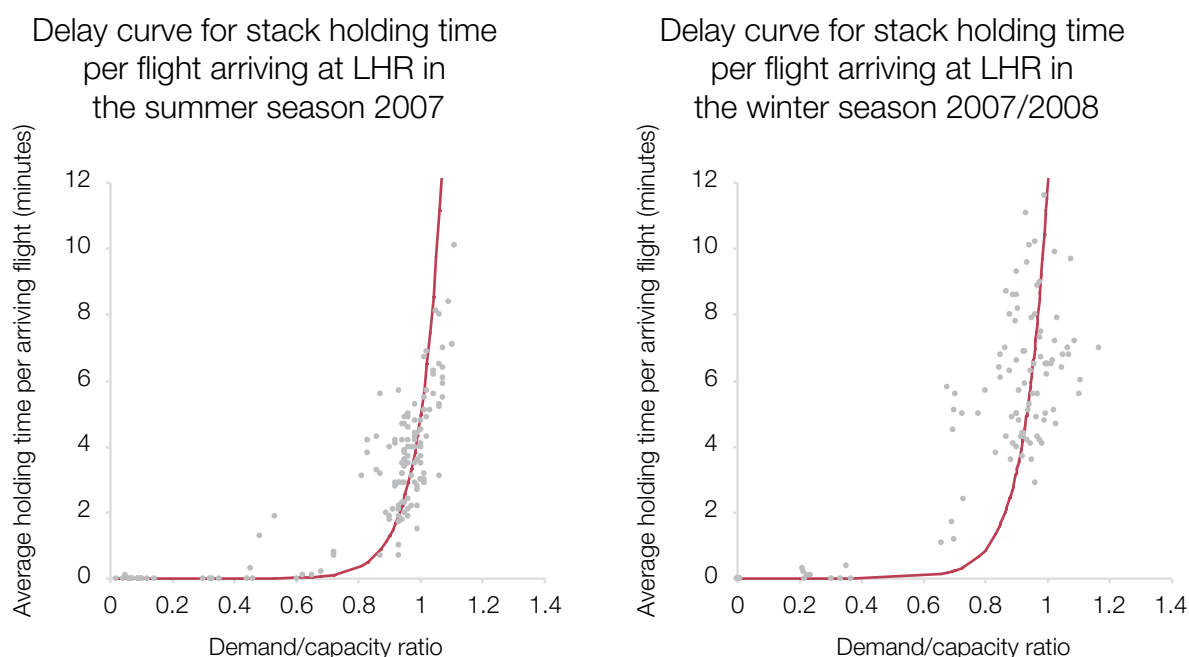 Delay curve for stack holding time
per flight arriving at LHR in
the summer season 2007
Average holding time per arriving flight (minutes)
12
10
8
6
4
2
0
0 0.2 0.4 0.6 0.8 1 1.2 1.4
Demand/capacity ratio
Delay curve for stack holding time
per flight arriving at LHR in
the winter season 2007/2008
Average holding time per arriving flight (minutes)
12
10
8
6
4
2
0
0 0.2 0.4 0.6 0.8 1 1.2 1.4
Demand/capacity ratio